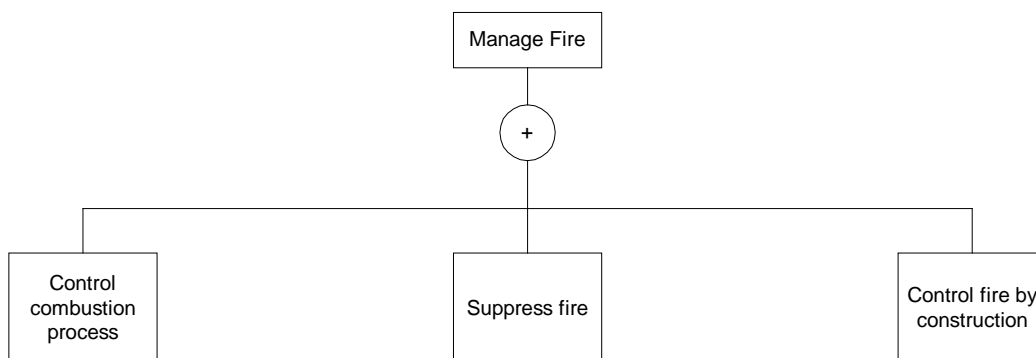 Manage Fire
+
Control
combustion
process
Suppress fire
Control fire by
construction